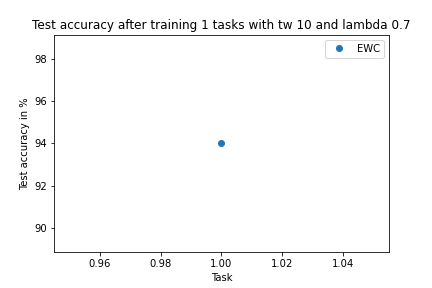 Test accuracy after training 1 tasks with tw 10 and lambda 0.7
EWC
98
96
94
92
90
Test accuracy in %
0.96 0.98 1.00 1.02 1.04
Task